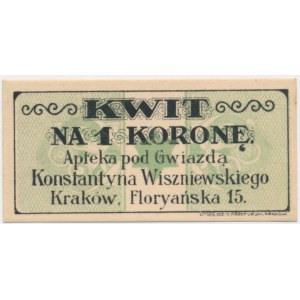 KWIT
NA 1 KORONĘ.
Apteka pod Gwiazdą
Konstantyna Wiszniewskiego
Kraków, Floryańska 15.